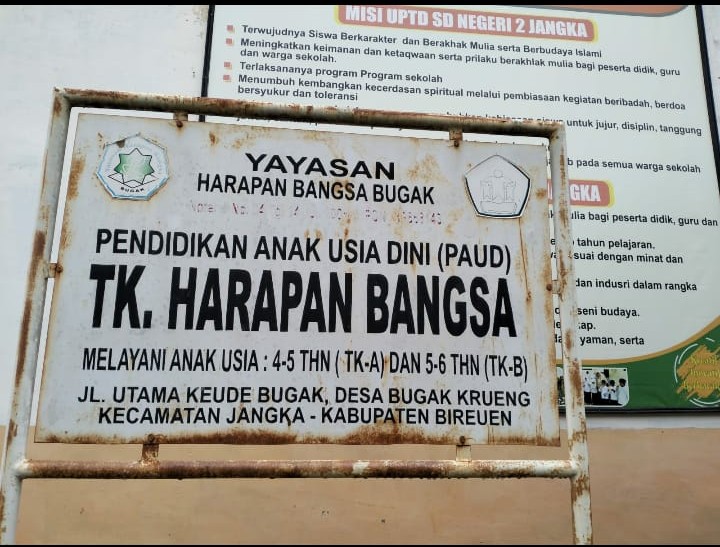 MISI UPTD SD NEGERI 2 JANGKA
Terwujudnya Siswa Berkarakter dan Berakhak Mulia serta Berbudaya Islami
Meningkatkan keimanan dan ketaqwaan serta prilaku berakhlak mulia bagi peserta didik, guru
dan warga sekolah.
Terlaksananya program Program sekolah
Menumbuh kembangkan kecerdasan spiritual melalui pembiasaan kegiatan beribadah, berdoa
bersyukur dan toleransi
untuk jujur, disiplin, tanggung
pada semua warga sekolah
mulia bagi peserta didik, guru dan
tahun pelajaran.
suai dengan minat dan
dan indusri dalam rangka
seni budaya.
yaman, serta
BUGAK
YAYASAN
HARAPAN BANGSA BUGAK
PENDIDIKAN ANAK USIA DINI (PAUD)
TK. HARAPAN BANGSA
MELAYANI ANAK USIA : 4-5 THN ( TK-A) DAN 5-6 THN (TK-B)
JL. UTAMA KEUDE BUGAK, DESA BUGAK KRUENG
KECAMATAN JANGKA - KABUPATEN BIREUEN